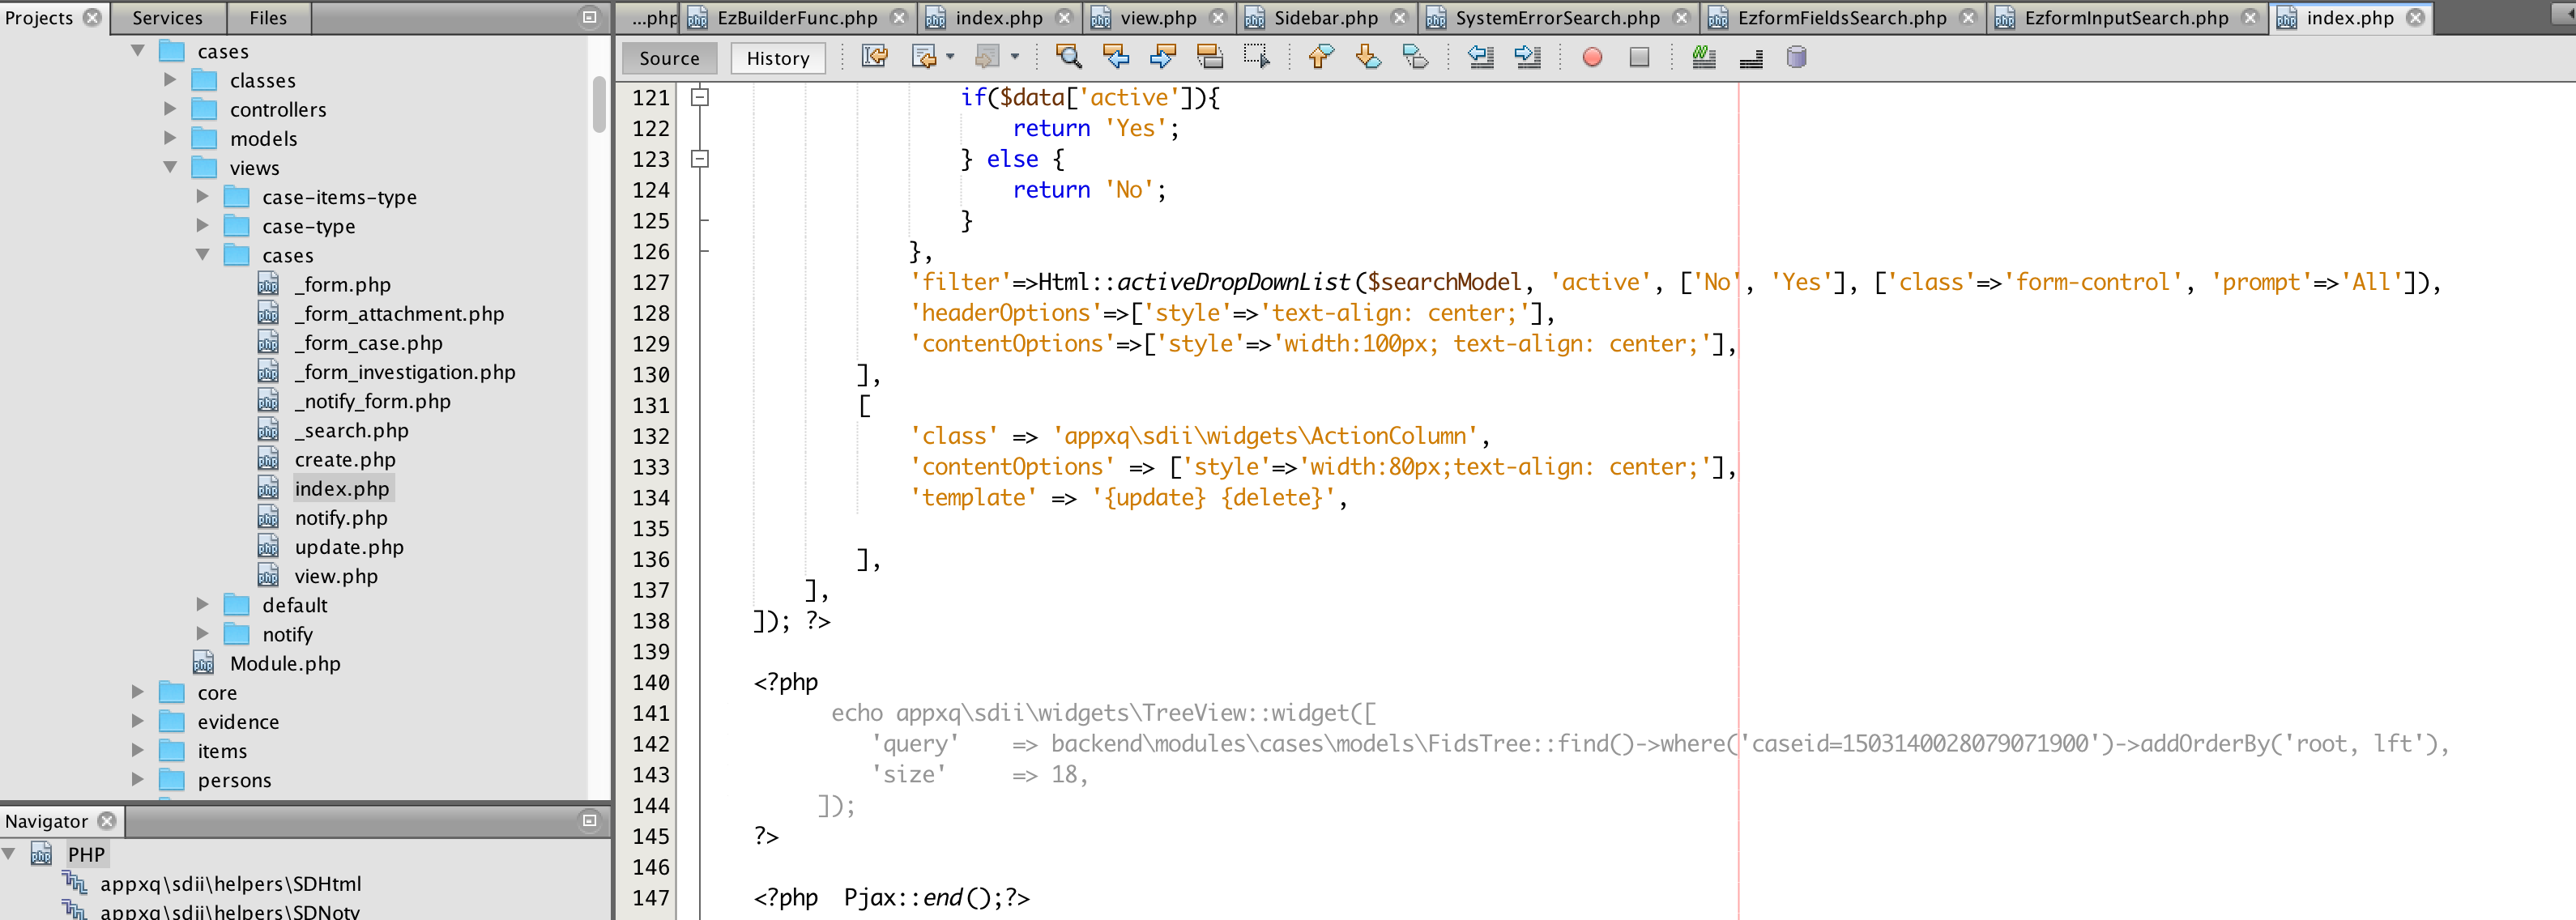 Projects Services Files
cases
classes
controllers
models
views
case-items-type
case-type
cases
_form.php
_form_attachment.php
_form_case.php
_form_investigation.php
_notify_form.php
_search.php
create.php
index.php
notify.php
update.php
view.php
default
notify
Module.php
core
evidence
items
persons
Navigator
PHP
appxq\sdii\helpers\SDHtml
appxq\sdii\helpers\SDNoty
...php EzBuilderFunc.php index.php view.php Sidebar.php SystemErrorSearch.php EzformFieldsSearch.php EzformInputSearch.php index.php
Source History
121 if($data['active']){
122 return 'Yes';
123 } else {
124 return 'No';
125 }
126 },
127 'filter'=>Html::activeDropDownList($searchModel, 'active', ['No', 'Yes'], ['class'=>'form-control', 'prompt'=>'All']),
128 'headerOptions'=>['style'=>'text-align: center;'],
129 'contentOptions'=>['style'=>'width:100px; text-align: center;'],
130 ],
131 [
132 'class' => 'appxq\sdii\widgets\ActionColumn',
133 'contentOptions' => ['style'=>'width:80px;text-align: center;'],
134 'template' => '{update} {delete}',
135
136 ],
137 ],
138 ]); ?>
139
140 <?php
141 echo appxq\sdii\widgets\TreeView::widget([
142 'query' => backend\modules\cases\models\FidsTree::find()->where('caseid=1503140028079071900')->addOrderBy('root, lft'),
143 'size' => 18,
144 ]);
145 ?>
146
147 <?php Pjax::end();?>